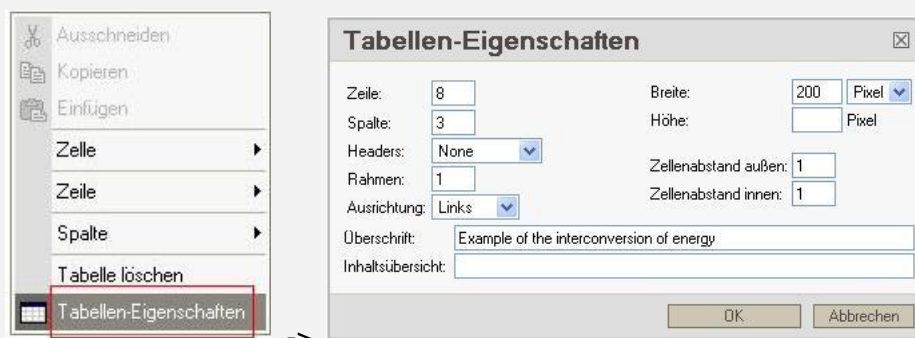 Ausschneiden
Kopieren
Einfügen
Zelle
Zeile
Spalte
Tabelle löschen
Tabellen-Eigenschaften
->
Tabellen-Eigenschaften
Zeile: 8
Spalte: 3
Headers: None
Rahmen: 1
Ausrichtung: Links
Breite: 200 Pixel
Höhe: Pixel
Zellenabstand außen: 1
Zellenabstand innen: 1
Überschrift: Example of the interconversion of energy
Inhaltsübersicht:
OK Abbrechen